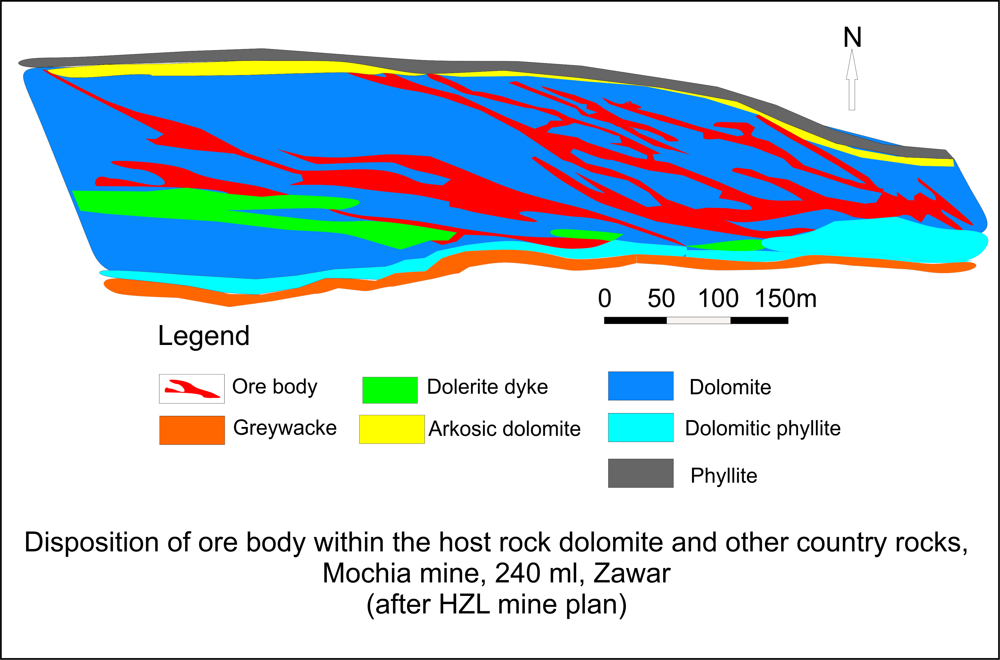 N
0 50 100 150m
Legend
Ore body
Dolerite dyke
Dolomite
Greywacke
Arkosic dolomite
Dolomitic phyllite
Phyllite
Disposition of ore body within the host rock dolomite and other country rocks,
Mochia mine, 240 ml, Zawar
(after HZL mine plan)